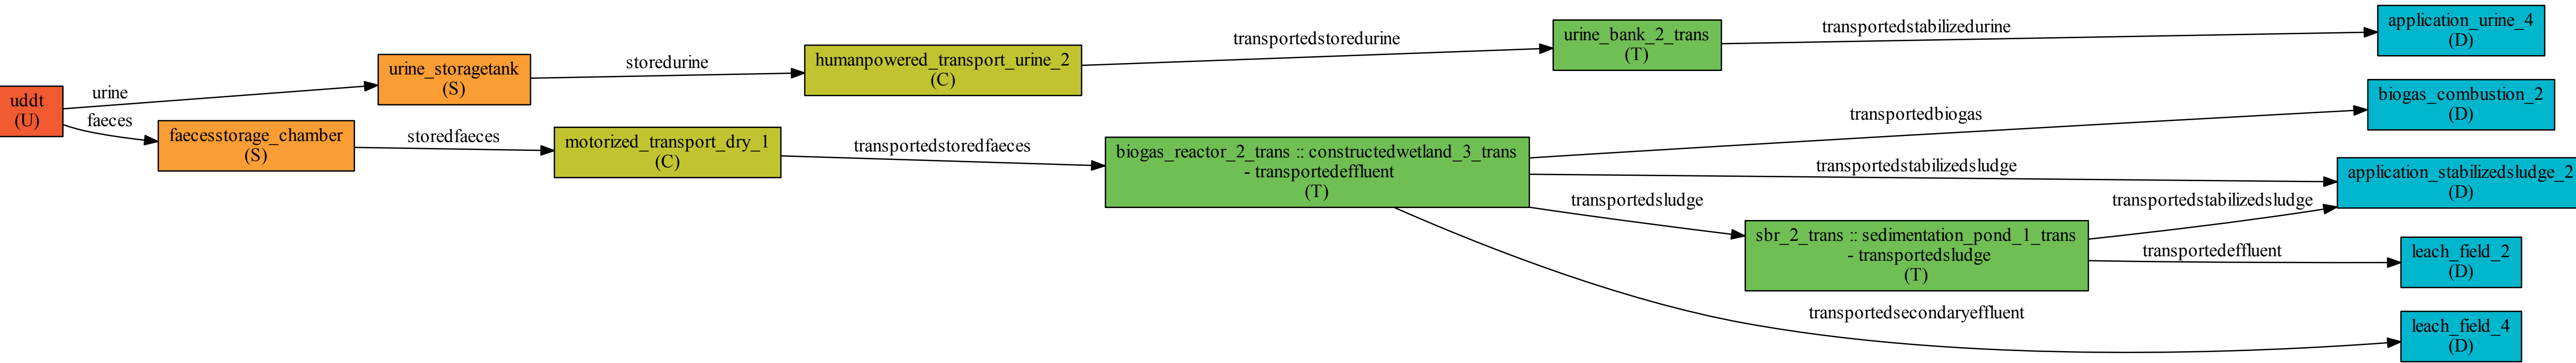 uddt
(U)
urine
faeces
urine_storagetank
(S)
faecesstorage_chamber
(S)
storedurine
storedfaeces
humanpowered_transport_urine_2
(C)
motorized_transport_dry_1
(C)
transportedstoredurine
transportedstoredfaeces
urine_bank_2_trans
(T)
biogas_reactor_2_trans :: constructedwetland_3_trans
- transportedeffluent
(T)
transportedstabilizedurine
transportedbiogas
transportedstabilizedsludge
transportedsludge
sbr_2_trans :: sedimentation_pond_1_trans
- transportedsludge
(T)
transportedstabilizedsludge
transportedeffluent
transportedsecondaryeffluent
application_urine_4
(D)
biogas_combustion_2
(D)
application_stabilizedsludge_2
(D)
leach_field_2
(D)
leach_field_4
(D)